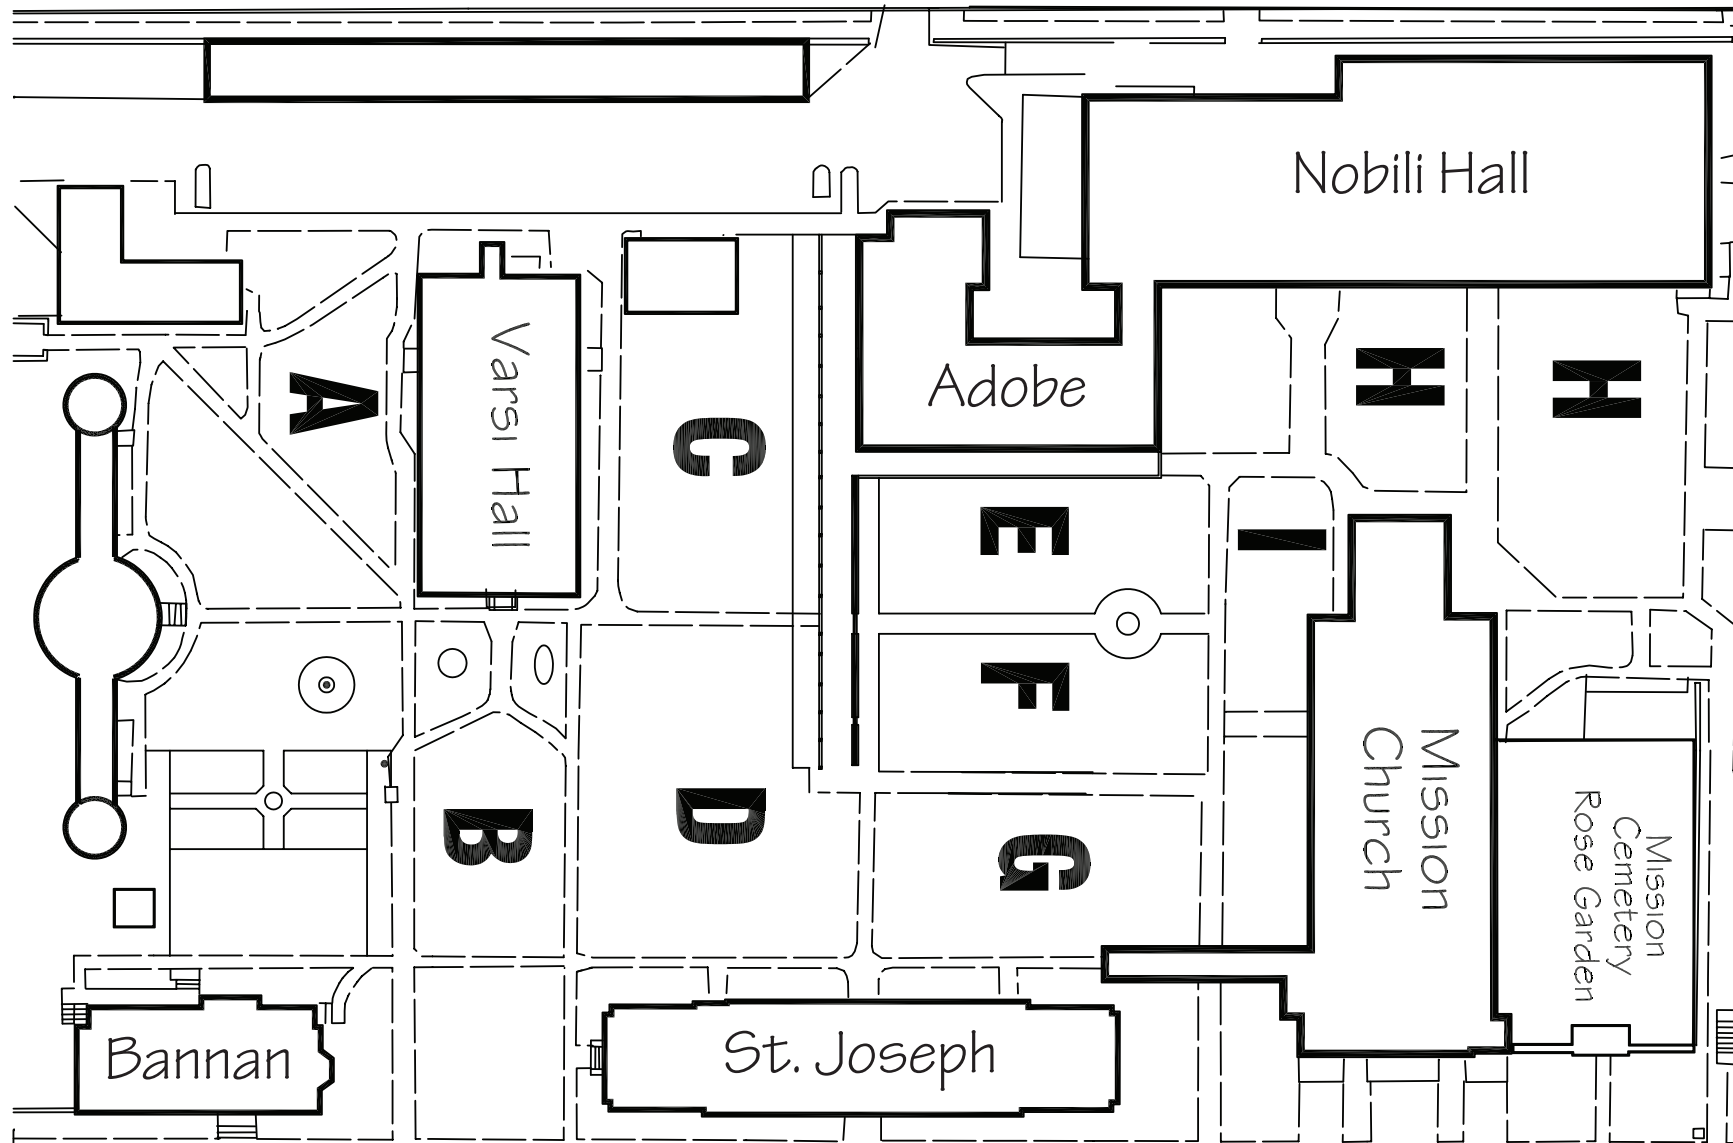 Nobili Hall
Varsi Hall
Adobe
A
C
H
H
E
I
F
B
D
G
Mission
Church
Mission
Cemetery
Rose Garden
Bannan
St. Joseph